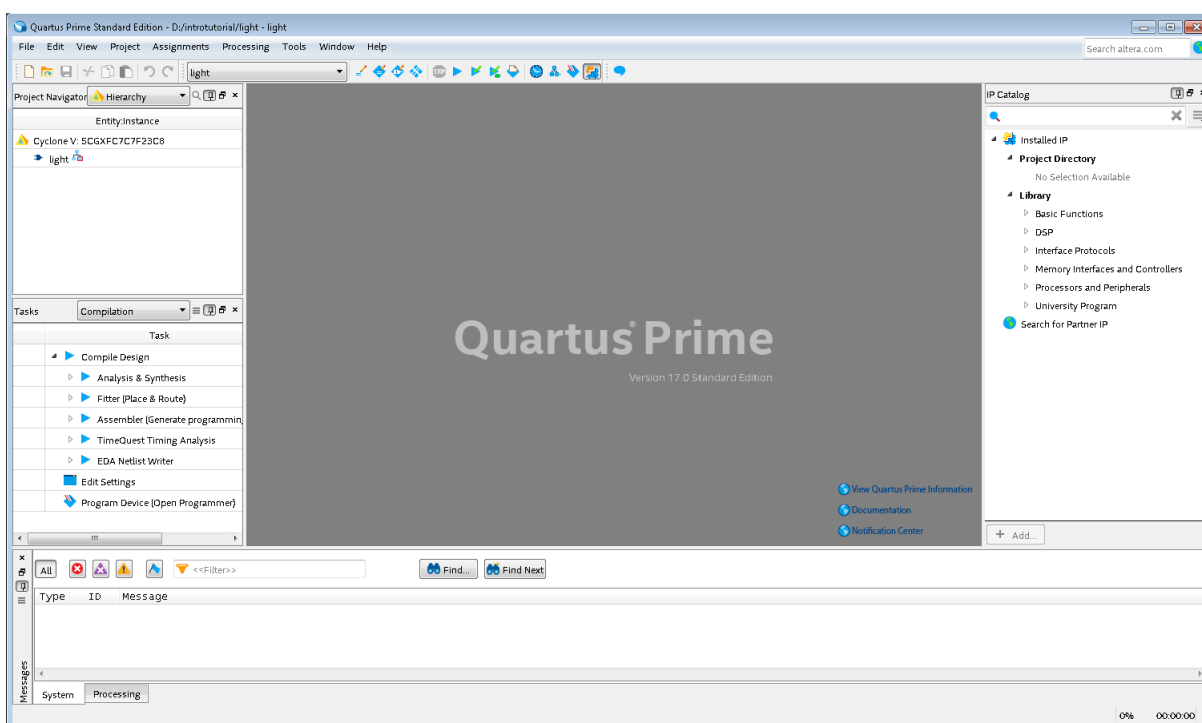 Quartus Prime Standard Edition - D:/introtutorial/light - light
File Edit View Project Assignments Processing Tools Window Help
Search altera.com
light
Project Navigator Hierarchy
Entity:Instance
Cyclone V: 5CGXFC7C7F23C8
light
Tasks Compilation
Task
Compile Design
Analysis & Synthesis
Fitter (Place & Route)
Assembler (Generate programmin
TimeQuest Timing Analysis
EDA Netlist Writer
Edit Settings
Program Device (Open Programmer)
Quartus® Prime
Version 17.0 Standard Edition
View Quartus Prime Information
Documentation
Notification Center
IP Catalog
Installed IP
Project Directory
No Selection Available
Library
Basic Functions
DSP
Interface Protocols
Memory Interfaces and Controllers
Processors and Peripherals
University Program
Search for Partner IP
+ Add...
All <<Filter>> Find... Find Next
Type ID Message
Messages
System Processing
0% 00:00:00